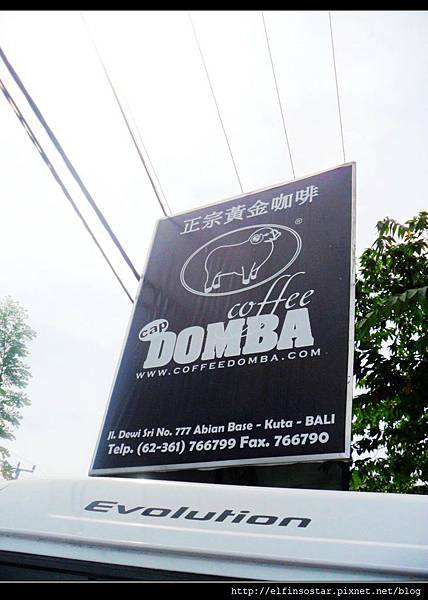 正宗黃金咖啡
®
coffee
cap
DOMBA
WWW.COFFEEDOMBA.COM
Jl. Dewi Sri No. 777 Abian Base - Kuta - BALI
Telp. (62-361) 766799 Fax. 766790
Evolution
http://elfinsostar.pixnet.net/blog